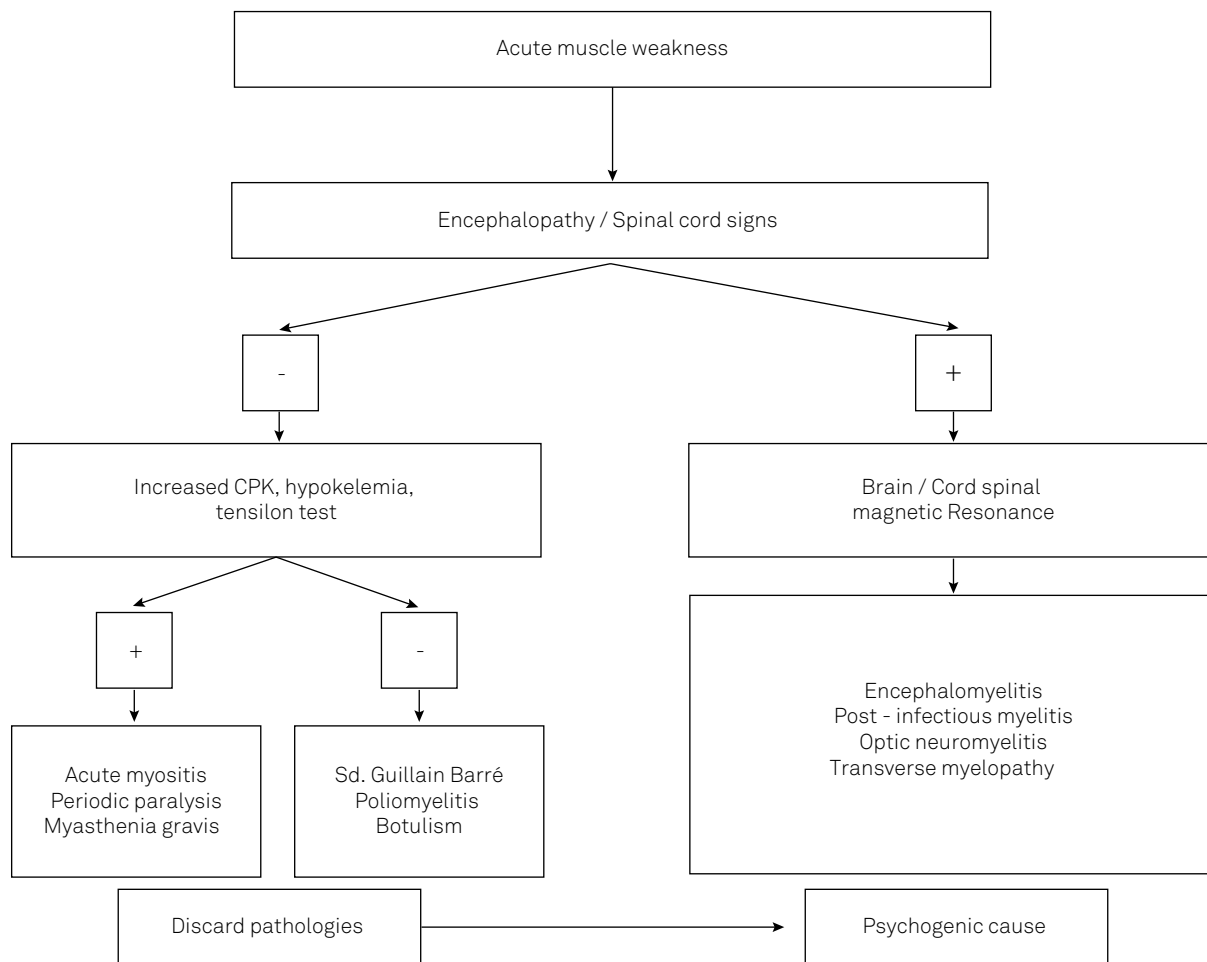 Acute muscle weakness
Encephalopathy / Spinal cord signs
-
+
Increased CPK, hypokelemia,
tensilon test
Brain / Cord spinal
magnetic Resonance
+
-
Acute myositis
Periodic paralysis
Myasthenia gravis
Sd. Guillain Barré
Poliomyelitis
Botulism
Encephalomyelitis
Post - infectious myelitis
Optic neuromyelitis
Transverse myelopathy
Discard pathologies
Psychogenic cause